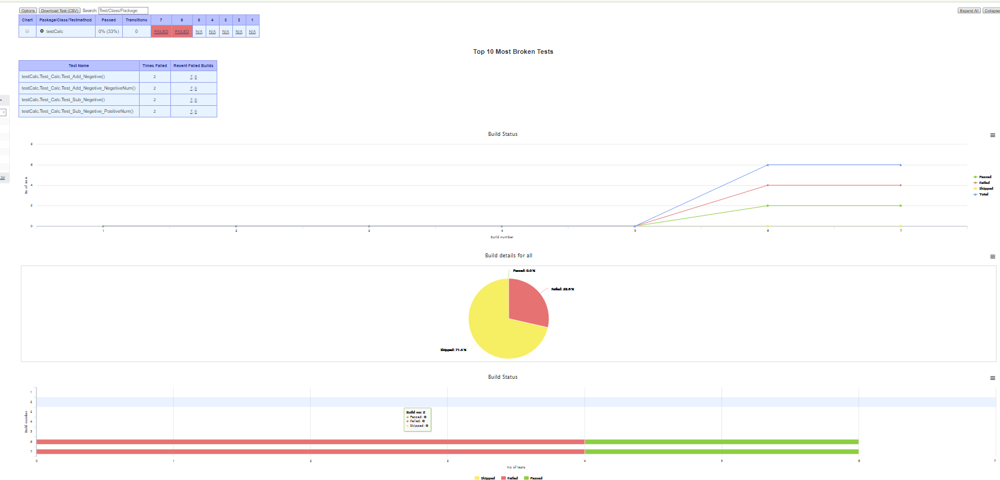 Options Download Test (CSV) Search: Test/Class/Package Expand All Collapse
Chart Package/Class/Testmethod Passed Transitions 7 6 5 4 3 2 1
testCalc 0% (33%) 0 FAILED FAILED N/A N/A N/A N/A N/A
Top 10 Most Broken Tests
Test Name Times Failed Recent Failed Builds
testCalc.Test_Calc.Test_Add_Negetive() 2 7, 6
testCalc.Test_Calc.Test_Add_Negetive_NegetiveNum() 2 7, 6
testCalc.Test_Calc.Test_Sub_Negetive() 2 7, 6
testCalc.Test_Calc.Test_Sub_Negetive_PositiveNum() 2 7, 6
Build Status
8
6
4
2
0
No of tests
1 2 3 4 5 6 7
Build number
Passed
Failed
Skipped
Total
Build details for all
Passed: 0.0 %
Failed: 28.6 %
Skipped: 71.4 %
Build Status
Build number
1
2
3
4
5
6
7
Build no: 2
Passed: 0
Failed: 0
Skipped: 0
0 1 2 3 4 5 6 7
No of tests
Skipped Failed Passed